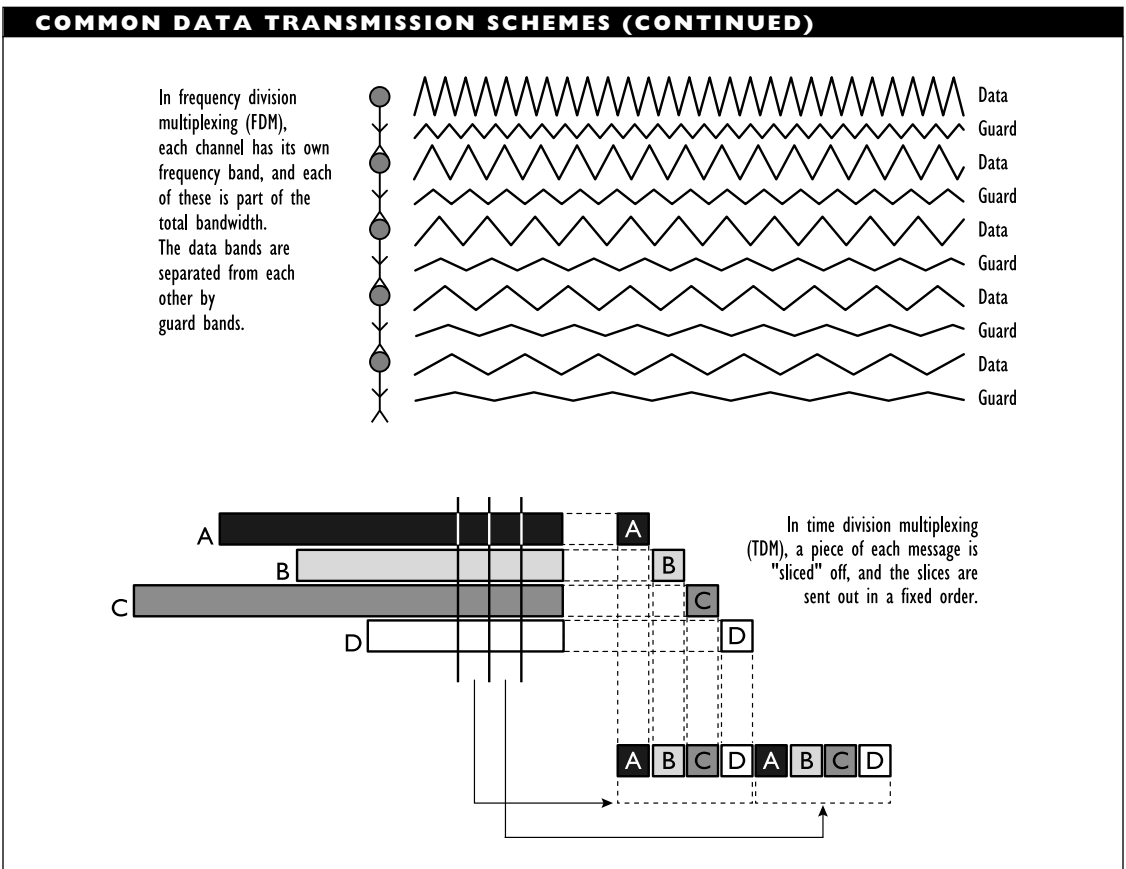 COMMON DATA TRANSMISSION SCHEMES (CONTINUED)
In frequency division
multiplexing (FDM),
each channel has its own
frequency band, and each
of these is part of the
total bandwidth.
The data bands are
separated from each
other by
guard bands.
Data
Guard
Data
Guard
Data
Guard
Data
Guard
Data
Guard
A
B
C
D
A
B
C
D
In time division multiplexing
(TDM), a piece of each message is
"sliced" off, and the slices are
sent out in a fixed order.
A B C D A B C D